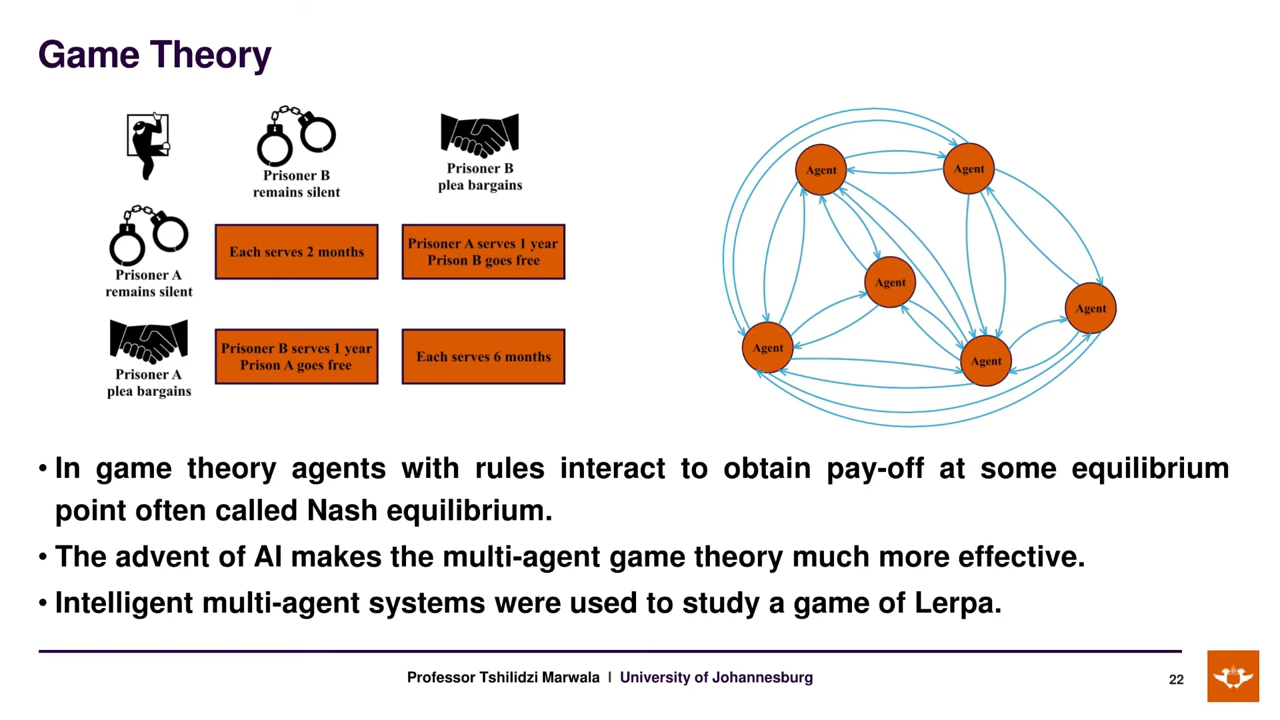 Game Theory
Prisoner B
remains silent
Prisoner B
plea bargains
Prisoner A
remains silent
Each serves 2 months
Prisoner A serves 1 year
Prison B goes free
Prisoner A
plea bargains
Prisoner B serves 1 year
Prison A goes free
Each serves 6 months
Agent
Agent
Agent
Agent
Agent
Agent
• In game theory agents with rules interact to obtain pay-off at some equilibrium
point often called Nash equilibrium.
• The advent of AI makes the multi-agent game theory much more effective.
• Intelligent multi-agent systems were used to study a game of Lerpa.
Professor Tshilidzi Marwala | University of Johannesburg
22